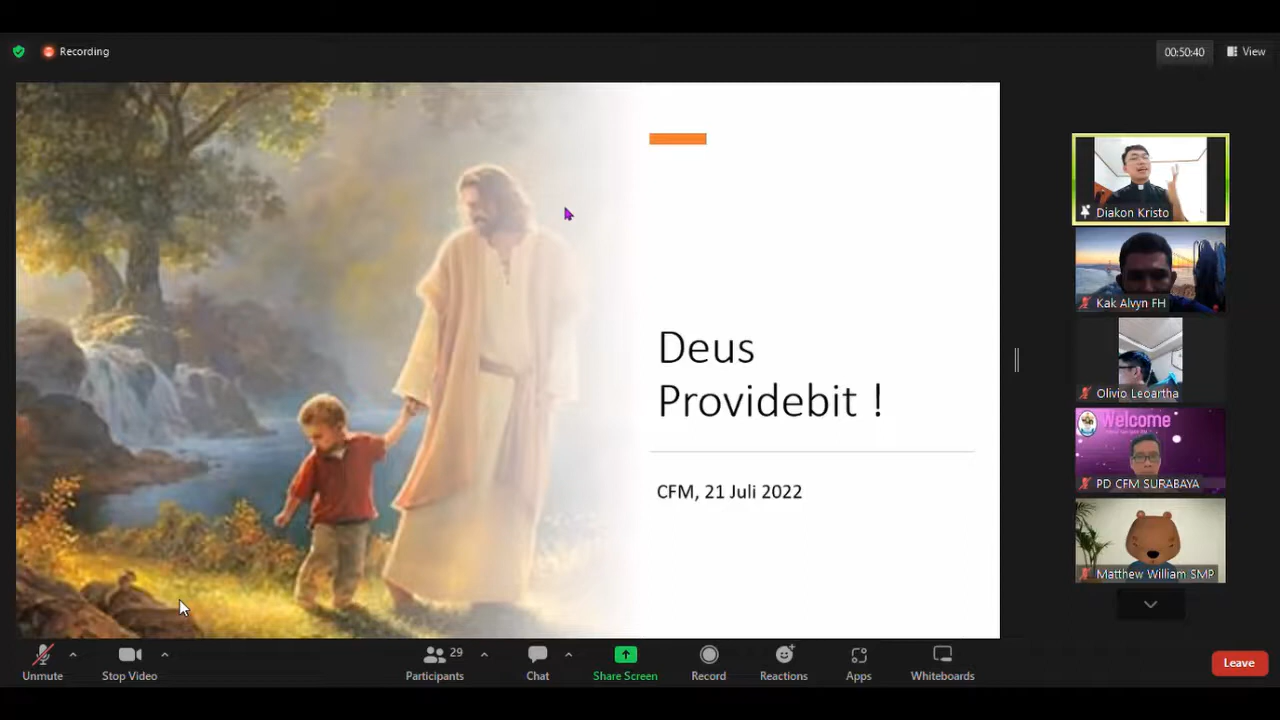 Recording
00:50:40
View
Deus
Providebit !
CFM, 21 Juli 2022
Diakon Kristo
Kak Alvyn FH
Olivio Leoartha
Welcome
PD CFM SURABAYA
Matthew William SMP
Unmute
Stop Video
29
Participants
Chat
Share Screen
Record
Reactions
Apps
Whiteboards
Leave